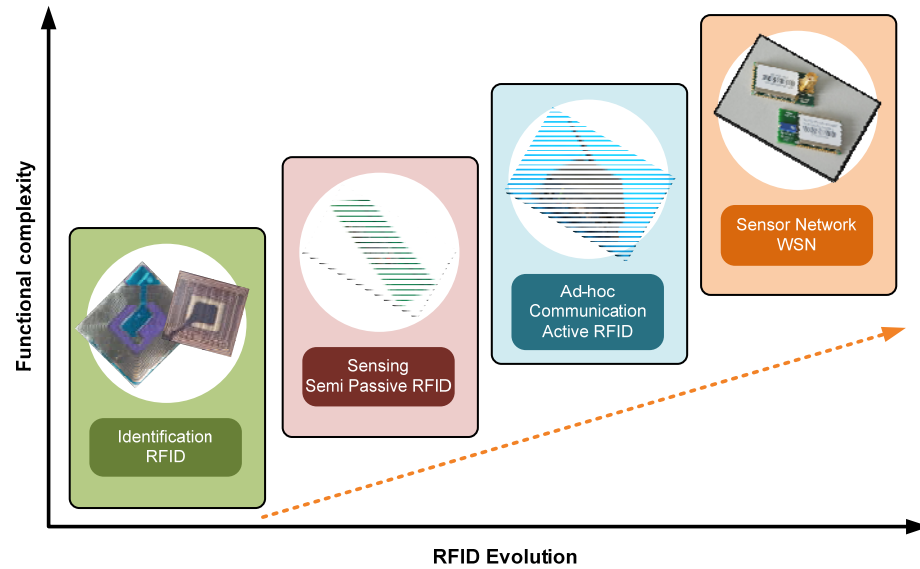 Functional complexity
Identification
RFID
Sensing
Semi Passive RFID
Ad-hoc
Communication
Active RFID
Sensor Network
WSN
RFID Evolution